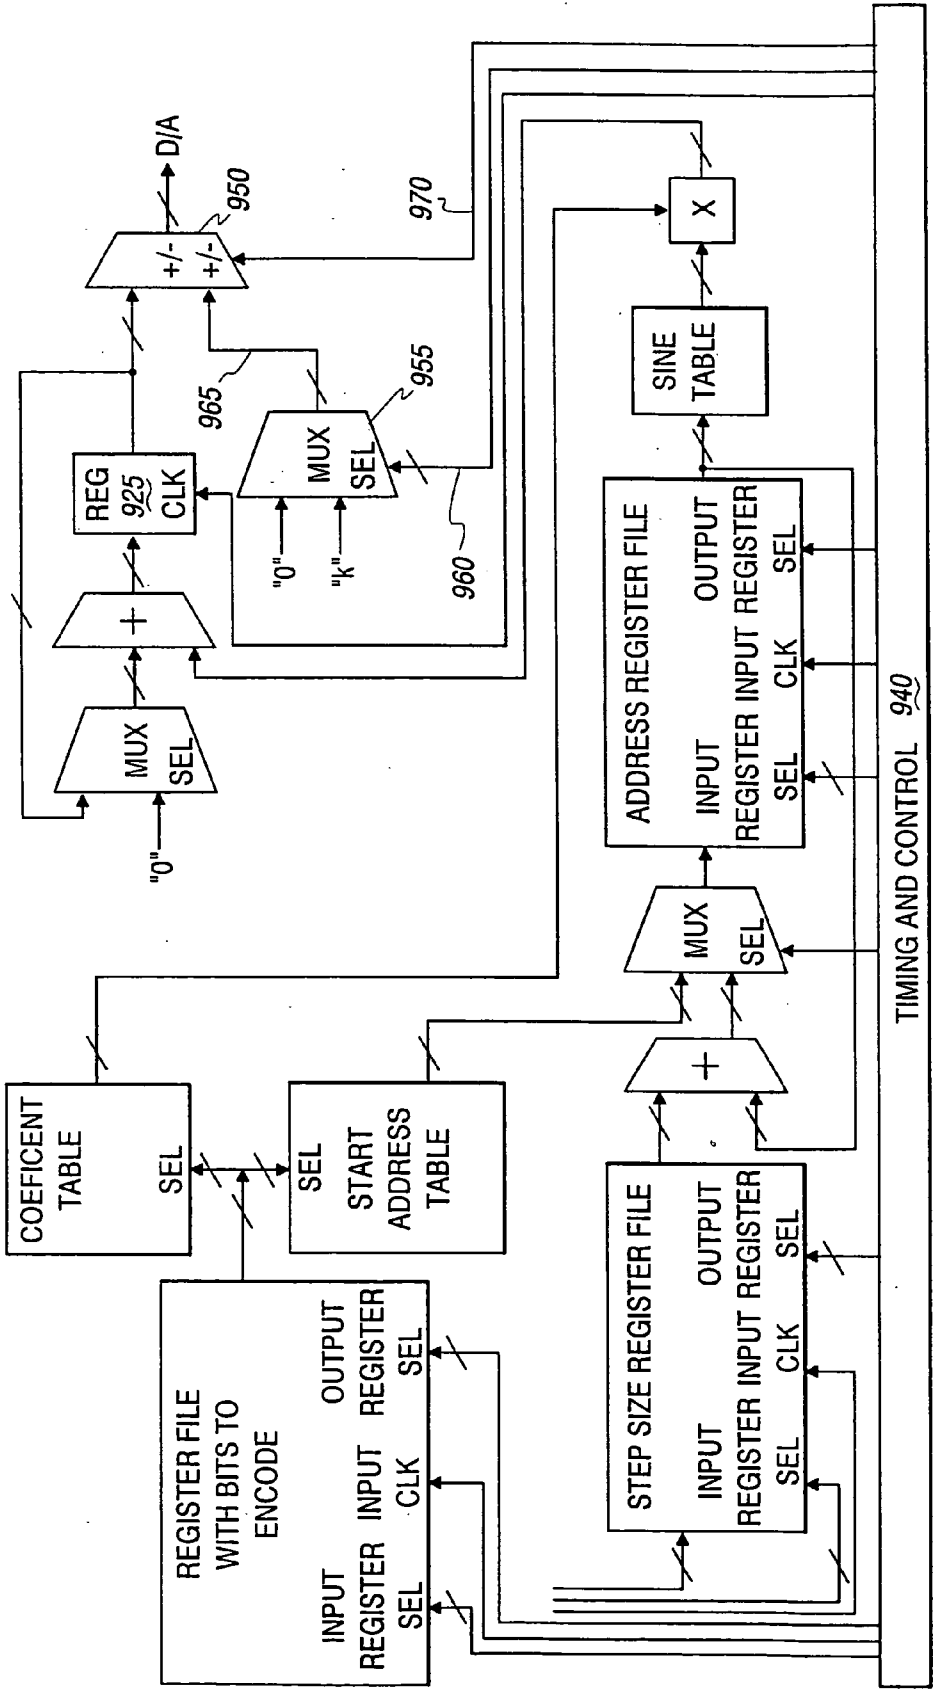 COEFICENT
TABLE
SEL
REGISTER FILE
WITH BITS TO
ENCODE
INPUT
REGISTER
SEL
INPUT
CLK
OUTPUT
REGISTER
SEL
SEL
START
ADDRESS
TABLE
"0"
MUX
SEL
+
REG
925
CLK
"0"
"k"
MUX
SEL
955
960
965
+/-
+/-
950
D/A
970
STEP SIZE REGISTER FILE
INPUT
REGISTER
SEL
INPUT
CLK
OUTPUT
REGISTER
SEL
+
MUX
SEL
ADDRESS REGISTER FILE
INPUT
REGISTER
SEL
INPUT
CLK
OUTPUT
REGISTER
SEL
SINE
TABLE
X
TIMING AND CONTROL 940